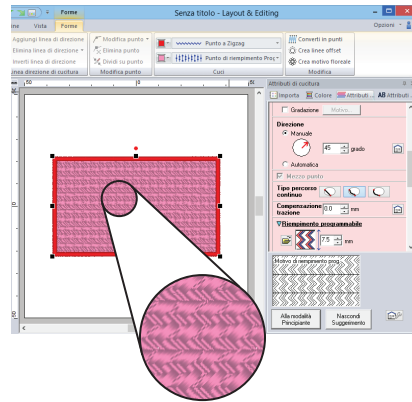 Forme
Senza titolo - Layout & Editing
Vista Forme
Opzioni
Aggiungi linea di direzione
Modifica punto
Punto a Zigzag
Converti in punti
Elimina linea di direzione
Elimina punto
Crea linee offset
Inverti linea di direzione
Dividi su punto
Punto di riempimento Prog
Crea motivo floreale
Linea direzione di cucitura
Modifica punto
Cuci
Modifica
Attributi di cucitura
Importa Colore Attributi ... AB Attributi
Gradazione Motivo...
Direzione
Manuale
45 grado
Automatica
Mezzo punto
Tipo percorso
continuo
Compensazione
trazione 0.0 mm
Riempimento programmabile
7.5 mm
Motivo di riempimento prog
Alla modalità
Principiante
Nascondi
Suggerimento